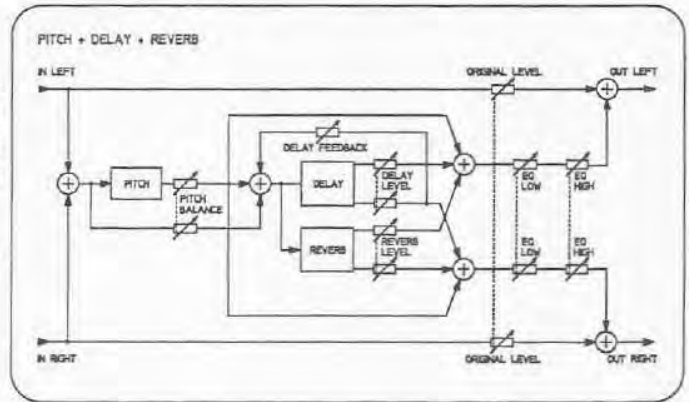 PITCH + DELAY + REVERB
IN LEFT
ORIGINAL LEVEL
OUT LEFT
DELAY FEEDBACK
PITCH
PITCH
BALANCE
DELAY
DELAY
LEVEL
EQ
LOW
EQ
HIGH
REVERB
REVERB
LEVEL
EQ
LOW
EQ
HIGH
IN RIGHT
ORIGINAL LEVEL
OUT RIGHT